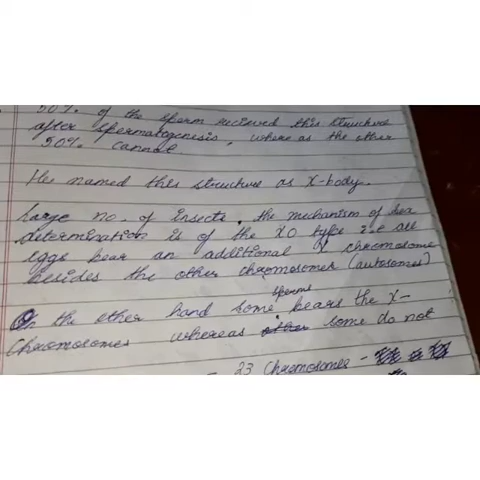 50% of the sperm recieved this structure
after spermatogenesis, where as the other
50% cannot
He named this structure as X-body.
Large no. of insects. the mechanism of sex
determination is of the XO type i.e all
eggs bear an additional X chromosome
besides the other chromosomes (autosomes)
On the other hand some sperms bears the X-
Chromosomes whereas some do not
- 23 Chromosomes -